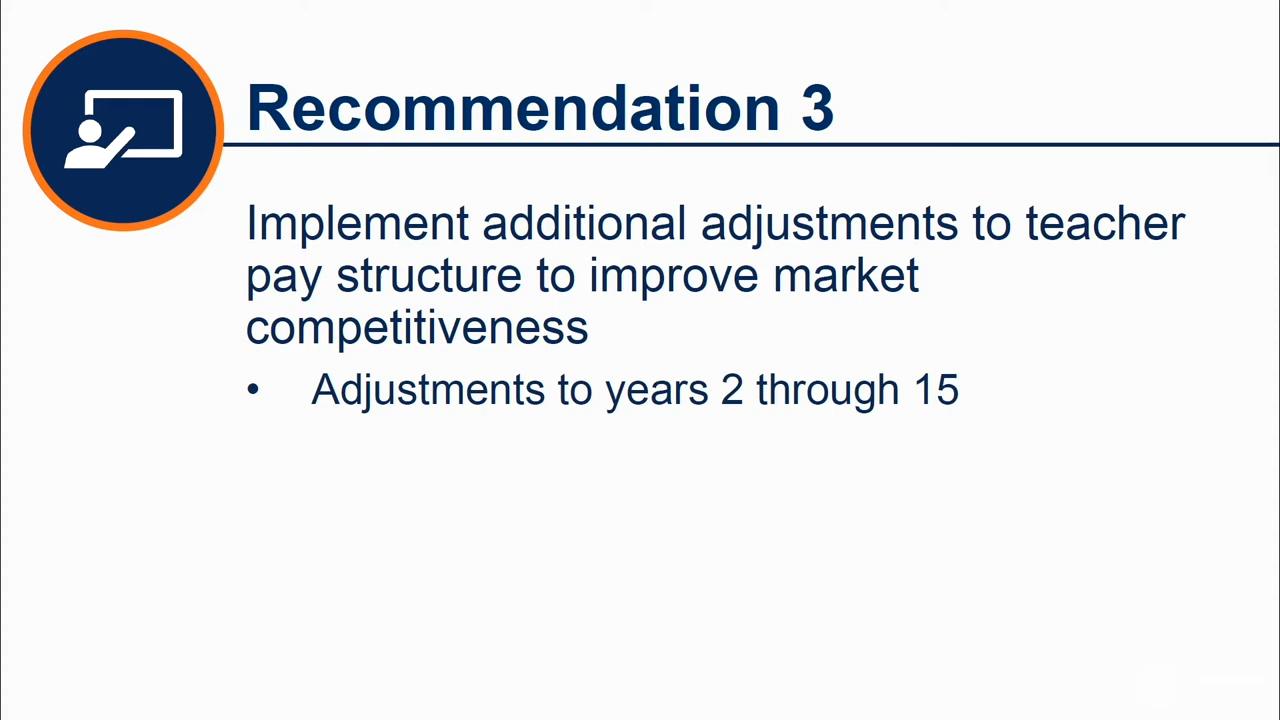 Recommendation 3
Implement additional adjustments to teacher
pay structure to improve market
competitiveness
• Adjustments to years 2 through 15